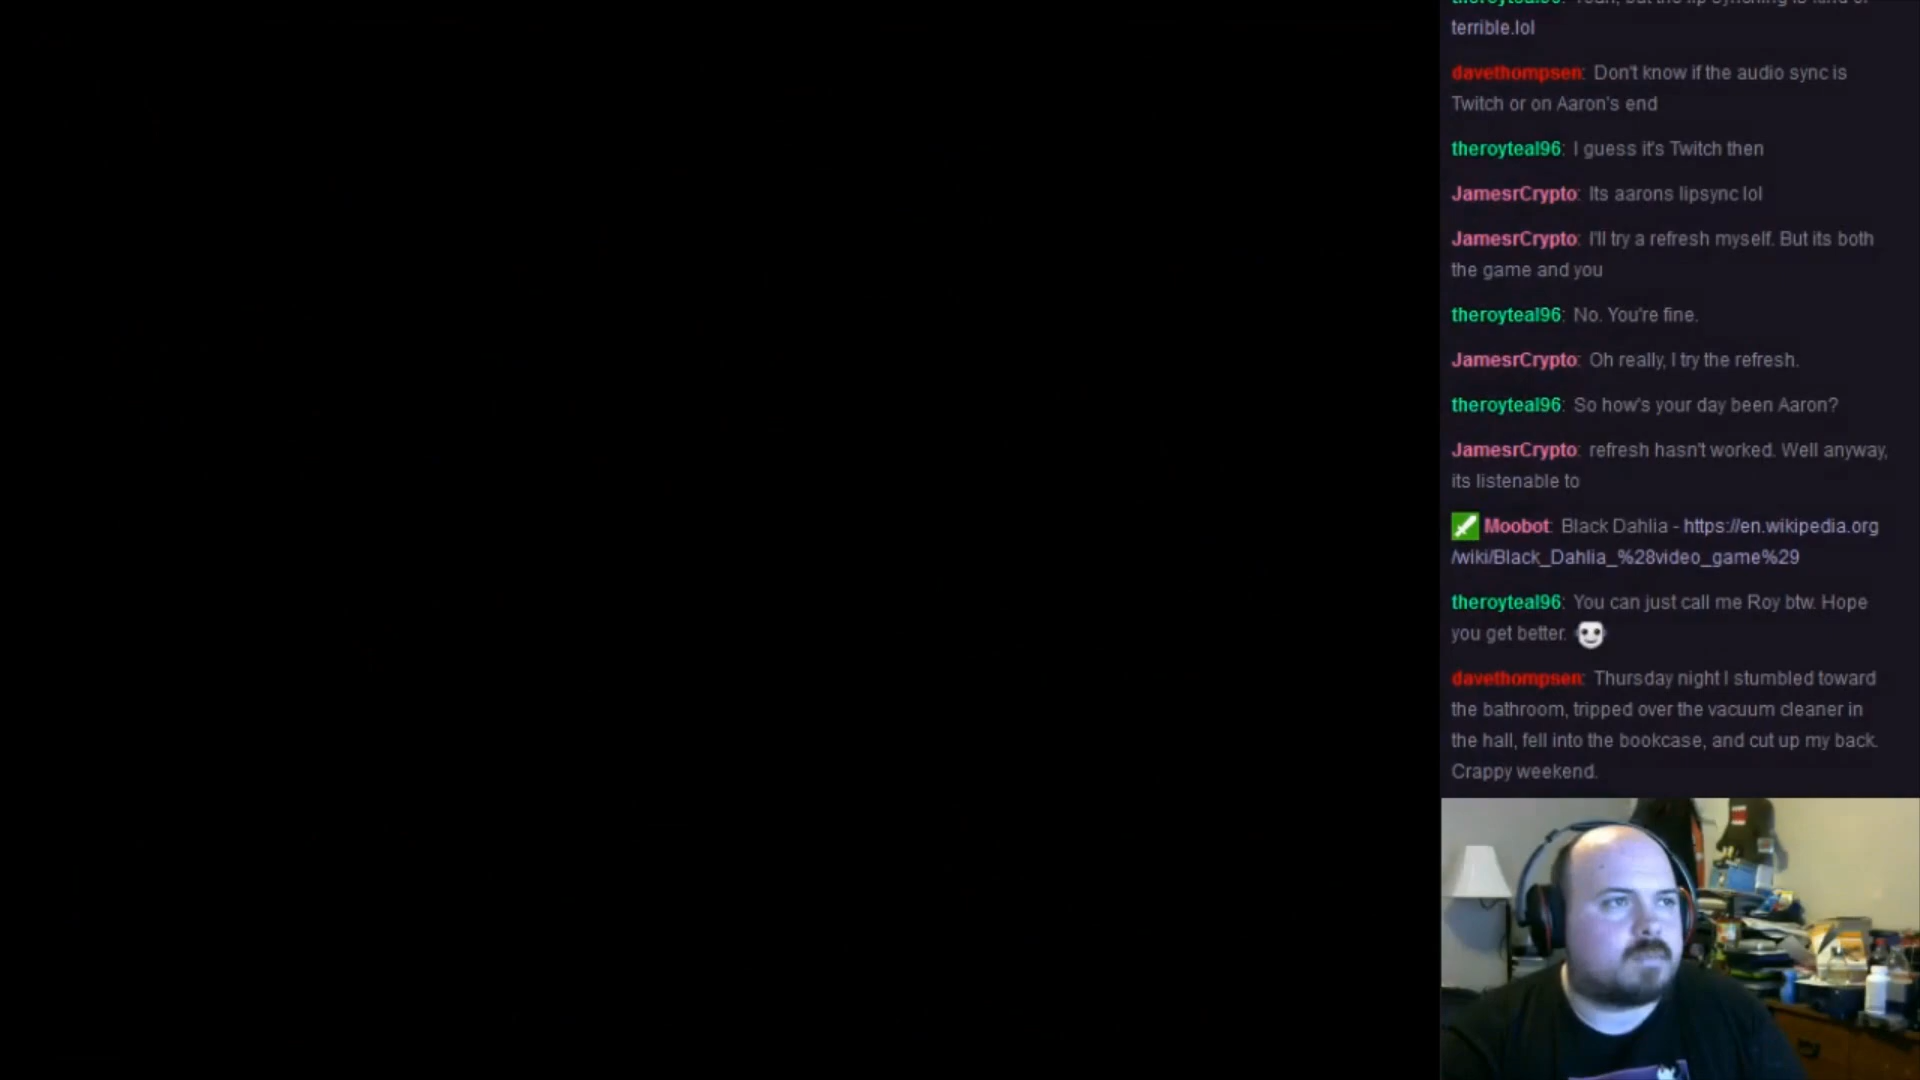 terrible.lol
davethompsen: Don't know if the audio sync is
Twitch or on Aaron's end
theroyteal96: I guess it's Twitch then
JamesrCrypto: Its aarons lipsync lol
JamesrCrypto: I'll try a refresh myself. But its both
the game and you
theroyteal96: No. You're fine.
JamesrCrypto: Oh really, I try the refresh.
theroyteal96: So how's your day been Aaron?
JamesrCrypto: refresh hasn't worked. Well anyway,
its listenable to
Moobot: Black Dahlia - https://en.wikipedia.org
/wiki/Black_Dahlia_%28video_game%29
theroyteal96: You can just call me Roy btw. Hope
you get better.
davethompsen: Thursday night I stumbled toward
the bathroom, tripped over the vacuum cleaner in
the hall, fell into the bookcase, and cut up my back.
Crappy weekend.